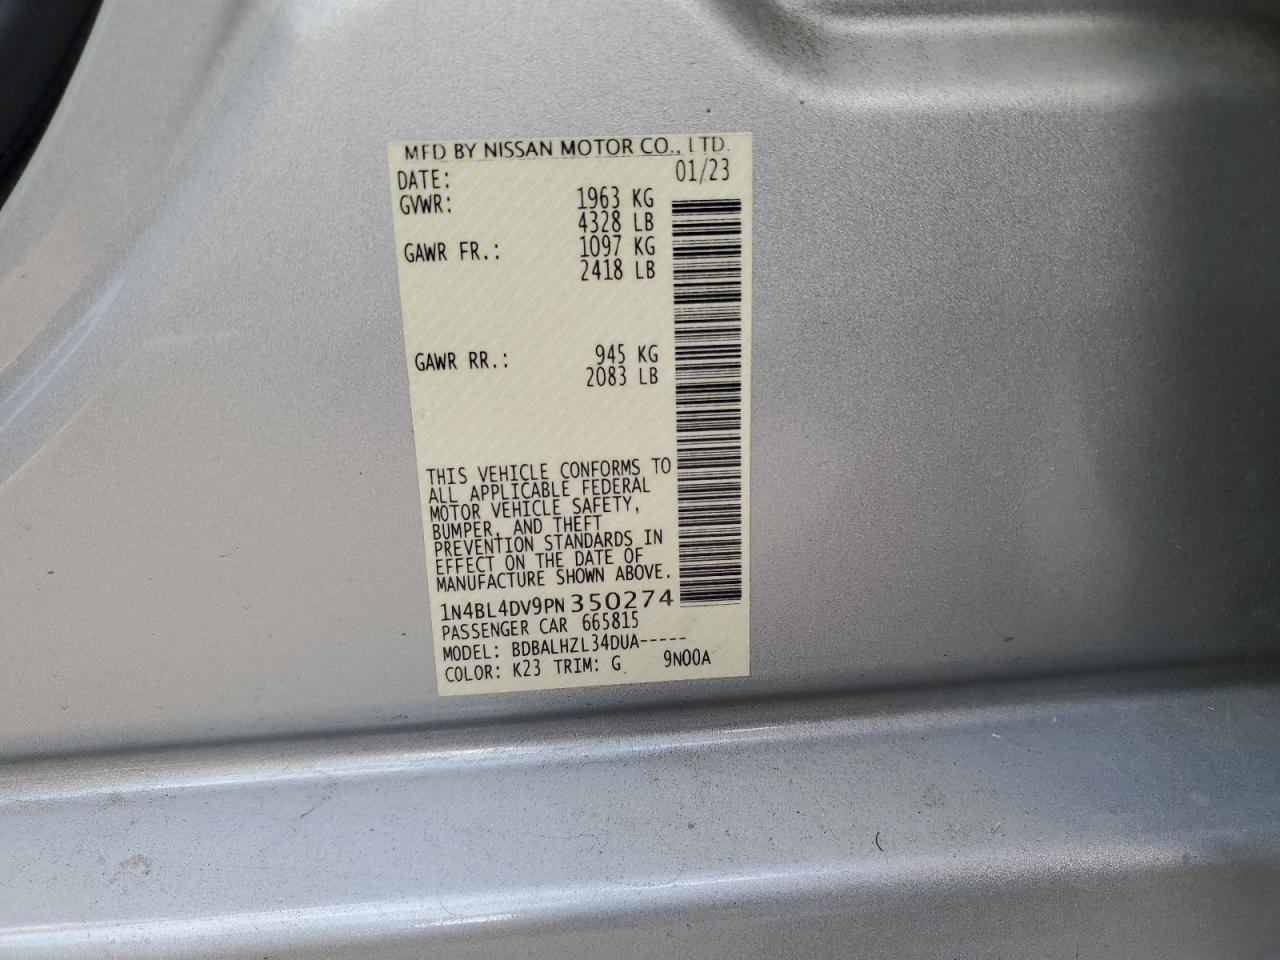 MFD BY NISSAN MOTOR CO., LTD.
DATE: 01/23
GVWR: 1963 KG
4328 LB
GAWR FR.: 1097 KG
2418 LB
GAWR RR.: 945 KG
2083 LB
THIS VEHICLE CONFORMS TO
ALL APPLICABLE FEDERAL
MOTOR VEHICLE SAFETY,
BUMPER, AND THEFT
PREVENTION STANDARDS IN
EFFECT ON THE DATE OF
MANUFACTURE SHOWN ABOVE.
1N4BL4DV9PN350274
PASSENGER CAR 665815
MODEL: BDBALHZL34DUA-----
COLOR: K23 TRIM: G 9N00A